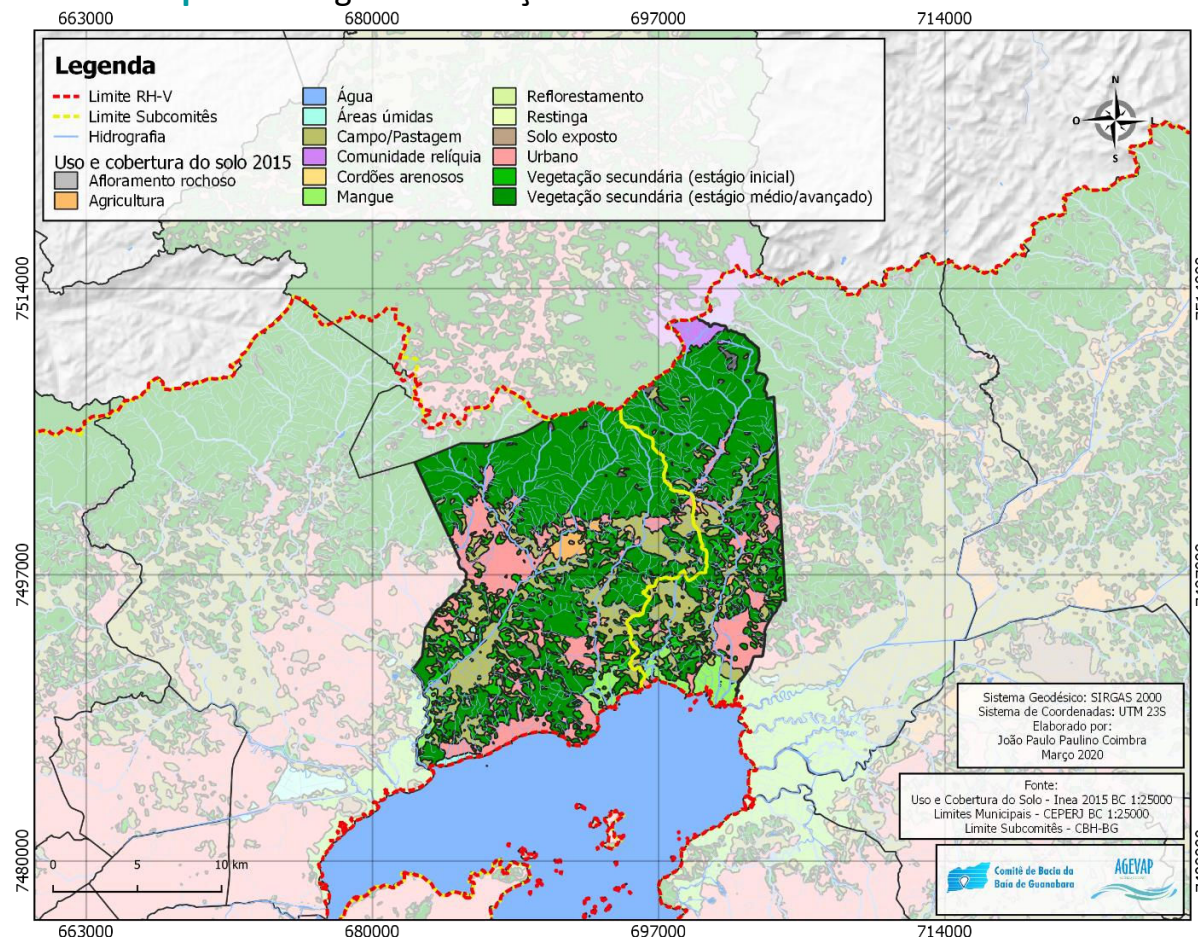 663000 680000 697000 714000
Legenda
Limite RH-V
Limite Subcomitês
Hidrografia
Uso e cobertura do solo 2015
Afloramento rochoso
Agricultura
Água
Áreas úmidas
Campo/Pastagem
Comunidade relíquia
Cordões arenosos
Mangue
Reflorestamento
Restinga
Solo exposto
Urbano
Vegetação secundária (estágio inicial)
Vegetação secundária (estágio médio/avançado)
N
O L
S
7514000
7497000
7480000
0 5 10 km
Sistema Geodésico: SIRGAS 2000
Sistema de Coordenadas: UTM 23S
Elaborado por:
João Paulo Paulino Coimbra
Março 2020
Fonte:
Uso e Cobertura do Solo - Inea 2015 BC 1:25000
Limites Municipais - CEPERJ BC 1:25000
Limite Subcomitês - CBH-BG
Comitê de Bacia da
Baía de Guanabara
AGEVAP
663000 680000 697000 714000